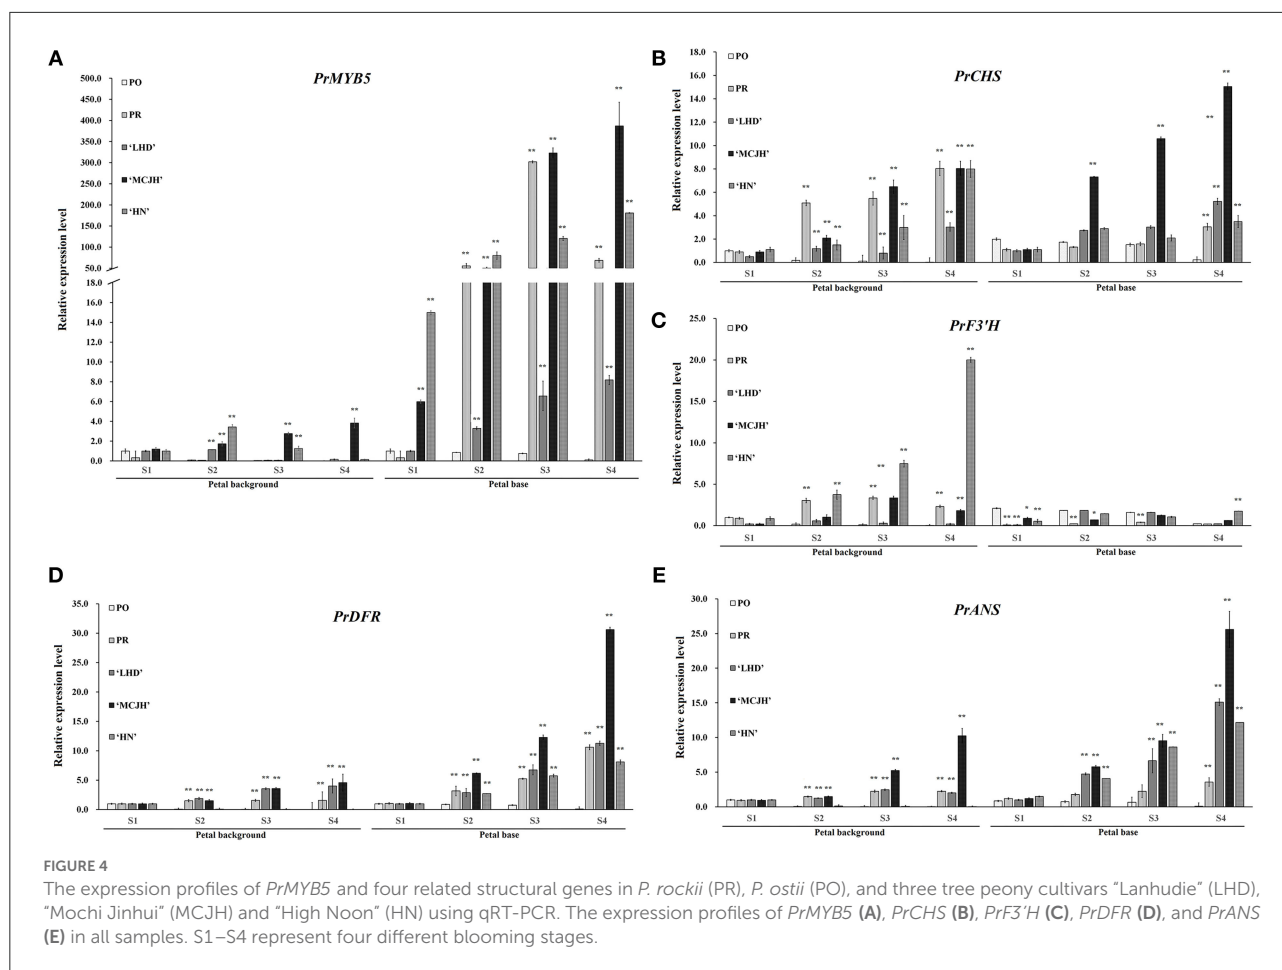 A
PrMYB5
Relative expression level
500.0
450.0
400.0
350.0
300.0
250.0
200.0
150.0
100.0
50.0
18.0
16.0
14.0
12.0
10.0
8.0
6.0
4.0
2.0
0.0
PO
PR
‘LHD’
‘MCJH’
‘HN’
S1 S2 S3 S4 S1 S2 S3 S4
Petal background Petal base
B
PrCHS
Relative expression level
18.0
16.0
14.0
12.0
10.0
8.0
6.0
4.0
2.0
0.0
PO
PR
‘LHD’
‘MCJH’
‘HN’
S1 S2 S3 S4 S1 S2 S3 S4
Petal background Petal base
C
PrF3'H
Relative expression level
25.0
20.0
15.0
10.0
5.0
0.0
PO
PR
‘LHD’
‘MCJH’
‘HN’
S1 S2 S3 S4 S1 S2 S3 S4
Petal background Petal base
D
PrDFR
Relative expression level
35.0
30.0
25.0
20.0
15.0
10.0
5.0
0.0
PO
PR
‘LHD’
‘MCJH’
‘HN’
S1 S2 S3 S4 S1 S2 S3 S4
Petal background Petal base
E
PrANS
Relative expression level
30.0
25.0
20.0
15.0
10.0
5.0
0.0
PO
PR
‘LHD’
‘MCJH’
‘HN’
S1 S2 S3 S4 S1 S2 S3 S4
Petal background Petal base
FIGURE 4
The expression profiles of PrMYB5 and four related structural genes in P. rockii (PR), P. ostii (PO), and three tree peony cultivars “Lanhudie” (LHD),
“Mochi Jinhui” (MCJH) and “High Noon” (HN) using qRT-PCR. The expression profiles of PrMYB5 (A), PrCHS (B), PrF3′H (C), PrDFR (D), and PrANS
(E) in all samples. S1–S4 represent four different blooming stages.